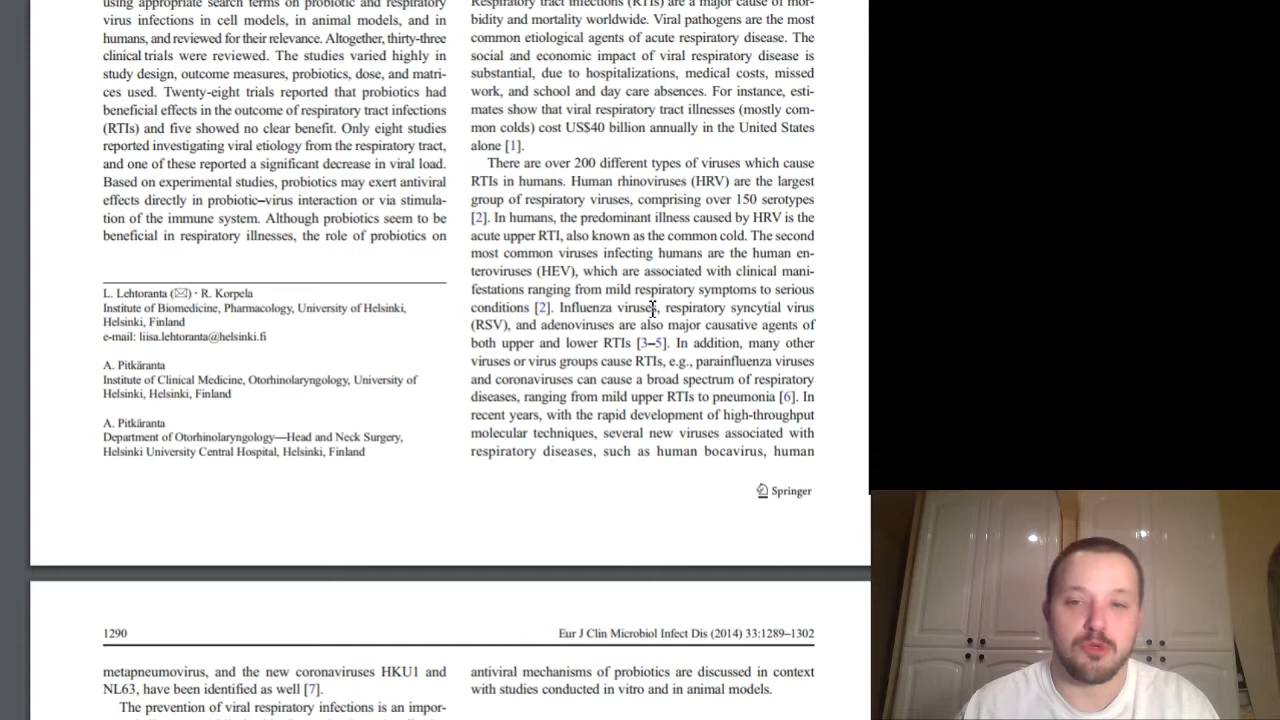 using appropriate search terms on probiotic and respiratory
virus infections in cell models, in animal models, and in
humans, and reviewed for their relevance. Altogether, thirty-three
clinical trials were reviewed. The studies varied highly in
study design, outcome measures, probiotics, dose, and matri-
ces used. Twenty-eight trials reported that probiotics had
beneficial effects in the outcome of respiratory tract infections
(RTIs) and five showed no clear benefit. Only eight studies
reported investigating viral etiology from the respiratory tract,
and one of these reported a significant decrease in viral load.
Based on experimental studies, probiotics may exert antiviral
effects directly in probiotic–virus interaction or via stimula-
tion of the immune system. Although probiotics seem to be
beneficial in respiratory illnesses, the role of probiotics on
L. Lehtoranta (✉) · R. Korpela
Institute of Biomedicine, Pharmacology, University of Helsinki,
Helsinki, Finland
e-mail: liisa.lehtoranta@helsinki.fi
A. Pitkäranta
Institute of Clinical Medicine, Otorhinolaryngology, University of
Helsinki, Helsinki, Finland
A. Pitkäranta
Department of Otorhinolaryngology—Head and Neck Surgery,
Helsinki University Central Hospital, Helsinki, Finland
Respiratory tract infections (RTIs) are a major cause of mor-
bidity and mortality worldwide. Viral pathogens are the most
common etiological agents of acute respiratory disease. The
social and economic impact of viral respiratory disease is
substantial, due to hospitalizations, medical costs, missed
work, and school and day care absences. For instance, esti-
mates show that viral respiratory tract illnesses (mostly com-
mon colds) cost US$40 billion annually in the United States
alone [1].
There are over 200 different types of viruses which cause
RTIs in humans. Human rhinoviruses (HRV) are the largest
group of respiratory viruses, comprising over 150 serotypes
[2]. In humans, the predominant illness caused by HRV is the
acute upper RTI, also known as the common cold. The second
most common viruses infecting humans are the human en-
teroviruses (HEV), which are associated with clinical mani-
festations ranging from mild respiratory symptoms to serious
conditions [2]. Influenza viruses, respiratory syncytial virus
(RSV), and adenoviruses are also major causative agents of
both upper and lower RTIs [3–5]. In addition, many other
viruses or virus groups cause RTIs, e.g., parainfluenza viruses
and coronaviruses can cause a broad spectrum of respiratory
diseases, ranging from mild upper RTIs to pneumonia [6]. In
recent years, with the rapid development of high-throughput
molecular techniques, several new viruses associated with
respiratory diseases, such as human bocavirus, human
Springer
1290
Eur J Clin Microbiol Infect Dis (2014) 33:1289–1302
metapneumovirus, and the new coronaviruses HKU1 and
NL63, have been identified as well [7].
The prevention of viral respiratory infections is an impor-
antiviral mechanisms of probiotics are discussed in context
with studies conducted in vitro and in animal models.